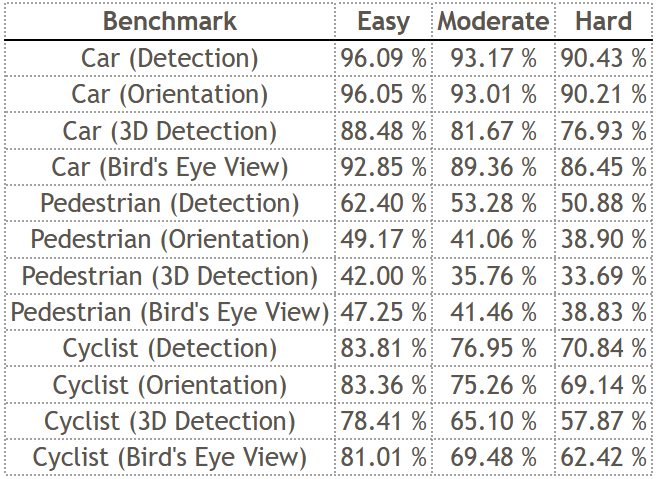 Benchmark Easy Moderate Hard
Car (Detection) 96.09 % 93.17 % 90.43 %
Car (Orientation) 96.05 % 93.01 % 90.21 %
Car (3D Detection) 88.48 % 81.67 % 76.93 %
Car (Bird's Eye View) 92.85 % 89.36 % 86.45 %
Pedestrian (Detection) 62.40 % 53.28 % 50.88 %
Pedestrian (Orientation) 49.17 % 41.06 % 38.90 %
Pedestrian (3D Detection) 42.00 % 35.76 % 33.69 %
Pedestrian (Bird's Eye View) 47.25 % 41.46 % 38.83 %
Cyclist (Detection) 83.81 % 76.95 % 70.84 %
Cyclist (Orientation) 83.36 % 75.26 % 69.14 %
Cyclist (3D Detection) 78.41 % 65.10 % 57.87 %
Cyclist (Bird's Eye View) 81.01 % 69.48 % 62.42 %